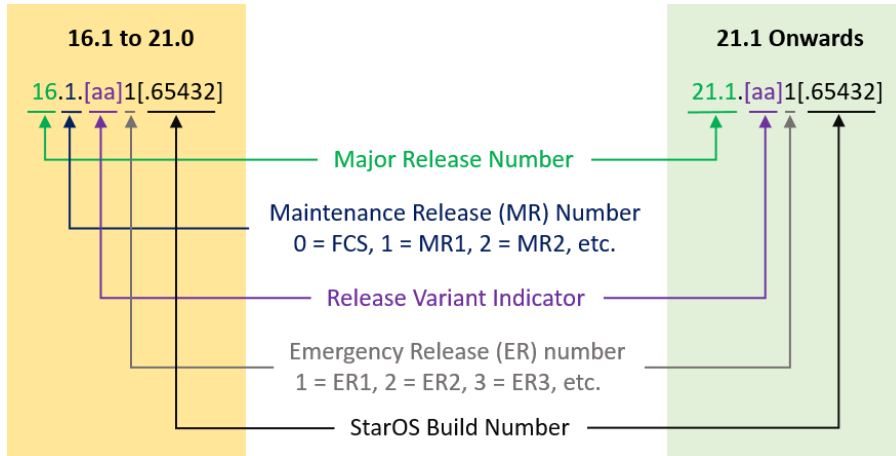 16.1 to 21.0
21.1 Onwards
16.1.[aa]1[.65432]
21.1.[aa]1[.65432]
Major Release Number
Maintenance Release (MR) Number
0 = FCS, 1 = MR1, 2 = MR2, etc.
Release Variant Indicator
Emergency Release (ER) number
1 = ER1, 2 = ER2, 3 = ER3, etc.
StarOS Build Number